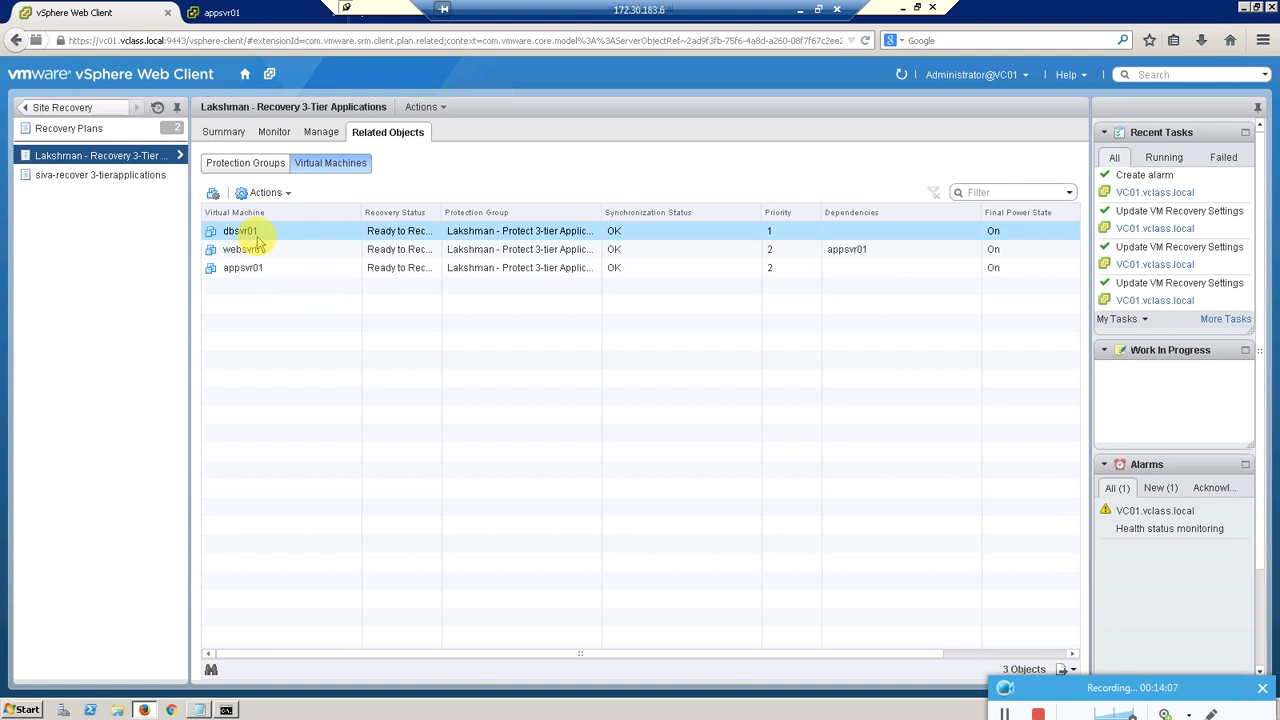 vSphere Web Client
appsvr01
172.30.183.6
https://vc01.vclass.local:9443/vsphere-client/#extensionId=com.vmware.srm.client.plan.related;context=com.vmware.core.model%3A%3AServerObjectRef~2ad9f3fb-75f6-4a8d-a260-08f7f67c2ee2
Google
vmware vSphere Web Client
Administrator@VC01
Help
Search
Site Recovery
Recovery Plans
2
Lakshman - Recovery 3-Tier ...
siva-recover 3-tierapplications
Lakshman - Recovery 3-Tier Applications
Actions
Summary Monitor Manage Related Objects
Protection Groups Virtual Machines
Actions
Filter
Virtual Machine Recovery Status Protection Group Synchronization Status Priority Dependencies Final Power State
dbsvr01 Ready to Rec... Lakshman - Protect 3-tier Applic... OK 1 On
websvr01 Ready to Rec... Lakshman - Protect 3-tier Applic... OK 2 appsvr01 On
appsvr01 Ready to Rec... Lakshman - Protect 3-tier Applic... OK 2 On
3 Objects
Recent Tasks
All Running Failed
Create alarm
VC01.vclass.local
Update VM Recovery Settings
VC01.vclass.local
Update VM Recovery Settings
VC01.vclass.local
Update VM Recovery Settings
VC01.vclass.local
My Tasks More Tasks
Work In Progress
Alarms
All (1) New (1) Acknowl...
VC01.vclass.local
Health status monitoring
Recording... 00:14:07
Start